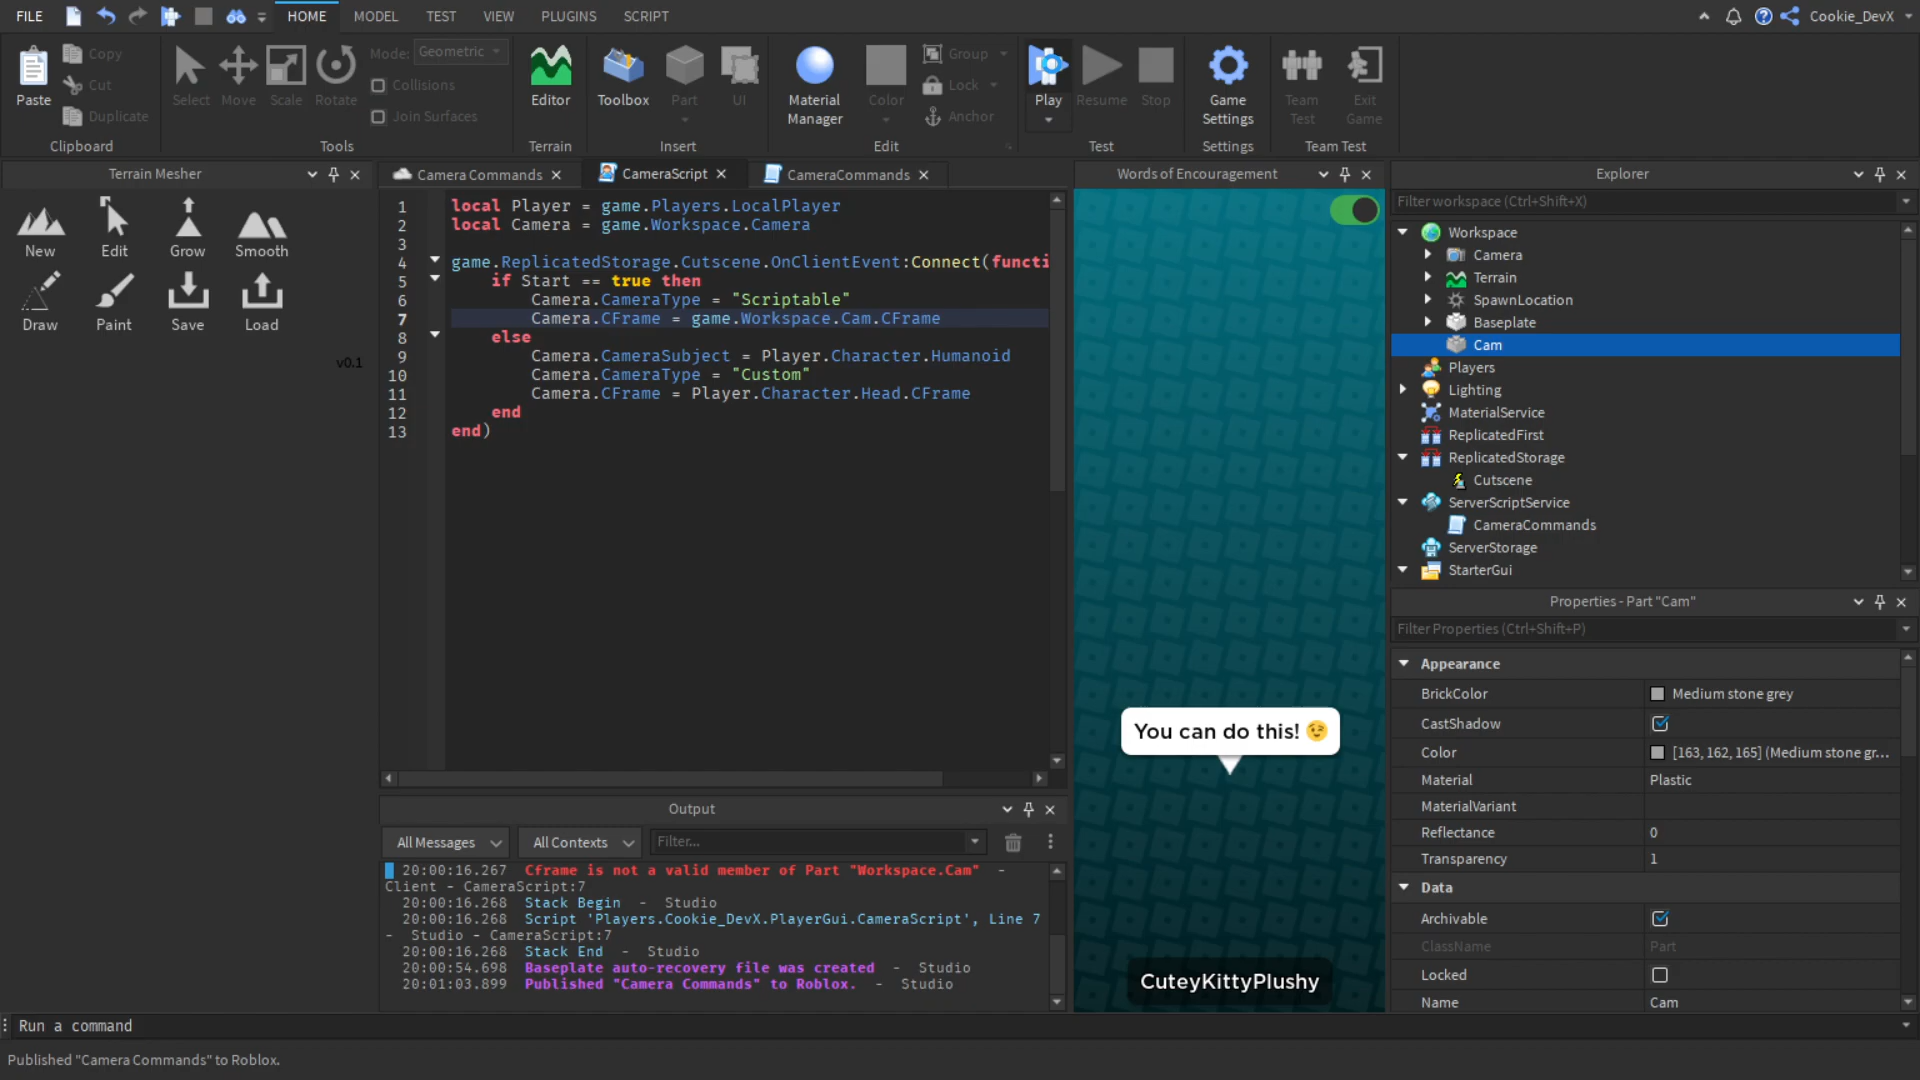 FILE HOME MODEL TEST VIEW PLUGINS SCRIPT Cookie_DevX
Paste Copy Cut Duplicate
Clipboard
Select Move Scale Rotate Mode: Geometric
Collisions
Join Surfaces
Tools
Editor
Terrain
Toolbox Part UI
Insert
Material Manager Color Group Lock Anchor
Edit
Play Resume Stop
Test
Game Settings
Settings
Team Test Exit Game
Team Test
Terrain Mesher
New Edit Grow Smooth
Draw Paint Save Load
v0.1
Camera Commands CameraScript CameraCommands
1 local Player = game.Players.LocalPlayer
2 local Camera = game.Workspace.Camera
3
4 game.ReplicatedStorage.Cutscene.OnClientEvent:Connect(functi
5 if Start == true then
6 Camera.CameraType = "Scriptable"
7 Camera.CFrame = game.Workspace.Cam.CFrame
8 else
9 Camera.CameraSubject = Player.Character.Humanoid
10 Camera.CameraType = "Custom"
11 Camera.CFrame = Player.Character.Head.CFrame
12 end
13 end)
Output
All Messages All Contexts Filter...
20:00:16.267 Cframe is not a valid member of Part "Workspace.Cam" -
Client - CameraScript:7
20:00:16.268 Stack Begin - Studio
20:00:16.268 Script 'Players.Cookie_DevX.PlayerGui.CameraScript', Line 7
- Studio - CameraScript:7
20:00:16.268 Stack End - Studio
20:00:54.698 Baseplate auto-recovery file was created - Studio
20:01:03.899 Published "Camera Commands" to Roblox. - Studio
Words of Encouragement
You can do this! 😉
CuteyKittyPlushy
Explorer
Filter workspace (Ctrl+Shift+X)
Workspace
Camera
Terrain
SpawnLocation
Baseplate
Cam
Players
Lighting
MaterialService
ReplicatedFirst
ReplicatedStorage
Cutscene
ServerScriptService
CameraCommands
ServerStorage
StarterGui
Properties - Part "Cam"
Filter Properties (Ctrl+Shift+P)
Appearance
BrickColor Medium stone grey
CastShadow
Color [163, 162, 165] (Medium stone gr...
Material Plastic
MaterialVariant
Reflectance 0
Transparency 1
Data
Archivable
ClassName Part
Locked
Name Cam
Run a command
Published "Camera Commands" to Roblox.